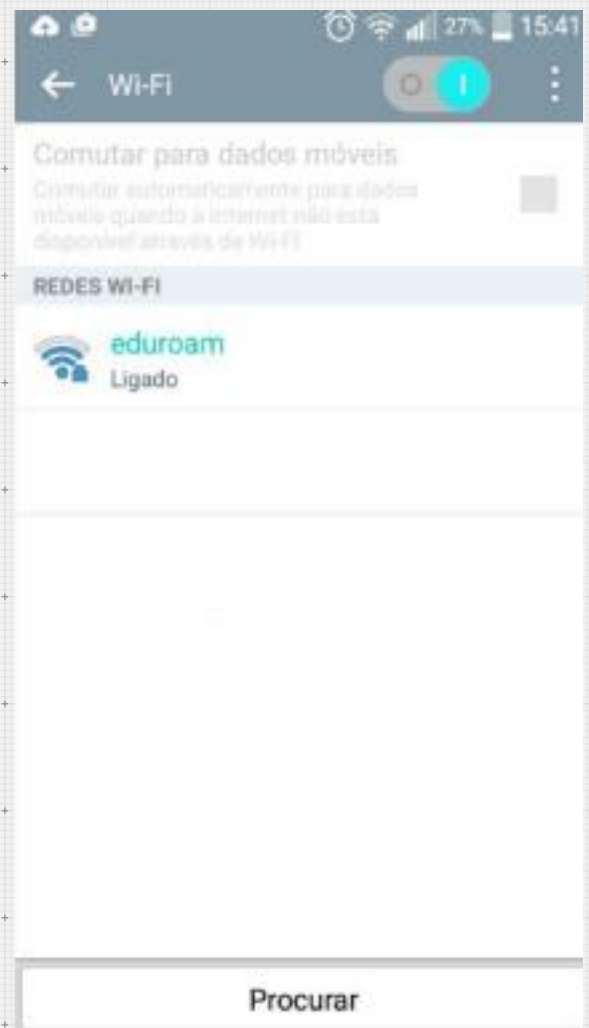 27% 15:41
Wi-Fi
Comutar para dados móveis
Comutar automaticamente para dados
móveis quando a internet não está
disponível através de Wi-Fi
REDES WI-FI
eduroam
Ligado
Procurar